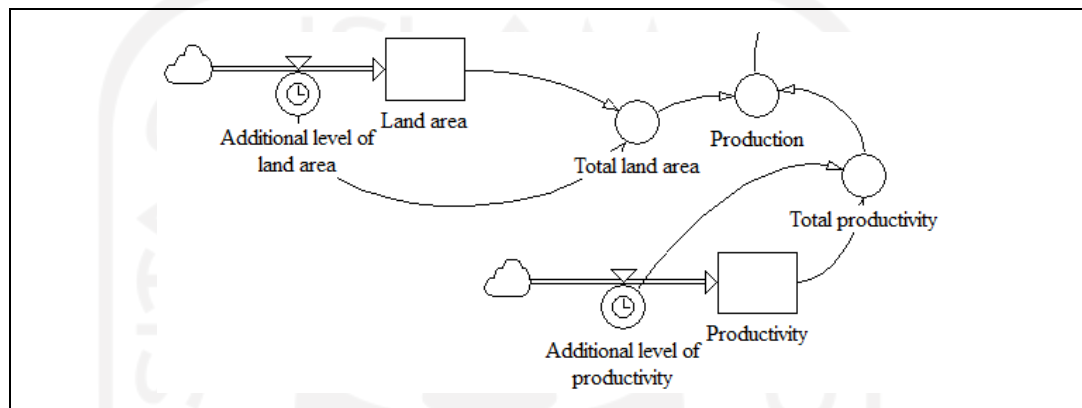 Land area
Additional level of
land area
Total land area
Production
Total productivity
Productivity
Additional level of
productivity